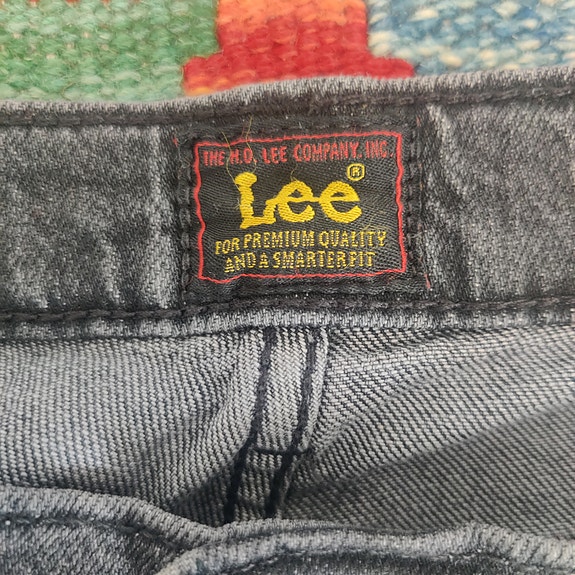 THE H.D. LEE COMPANY. INC.
Lee®
FOR PREMIUM QUALITY
AND A SMARTER FIT